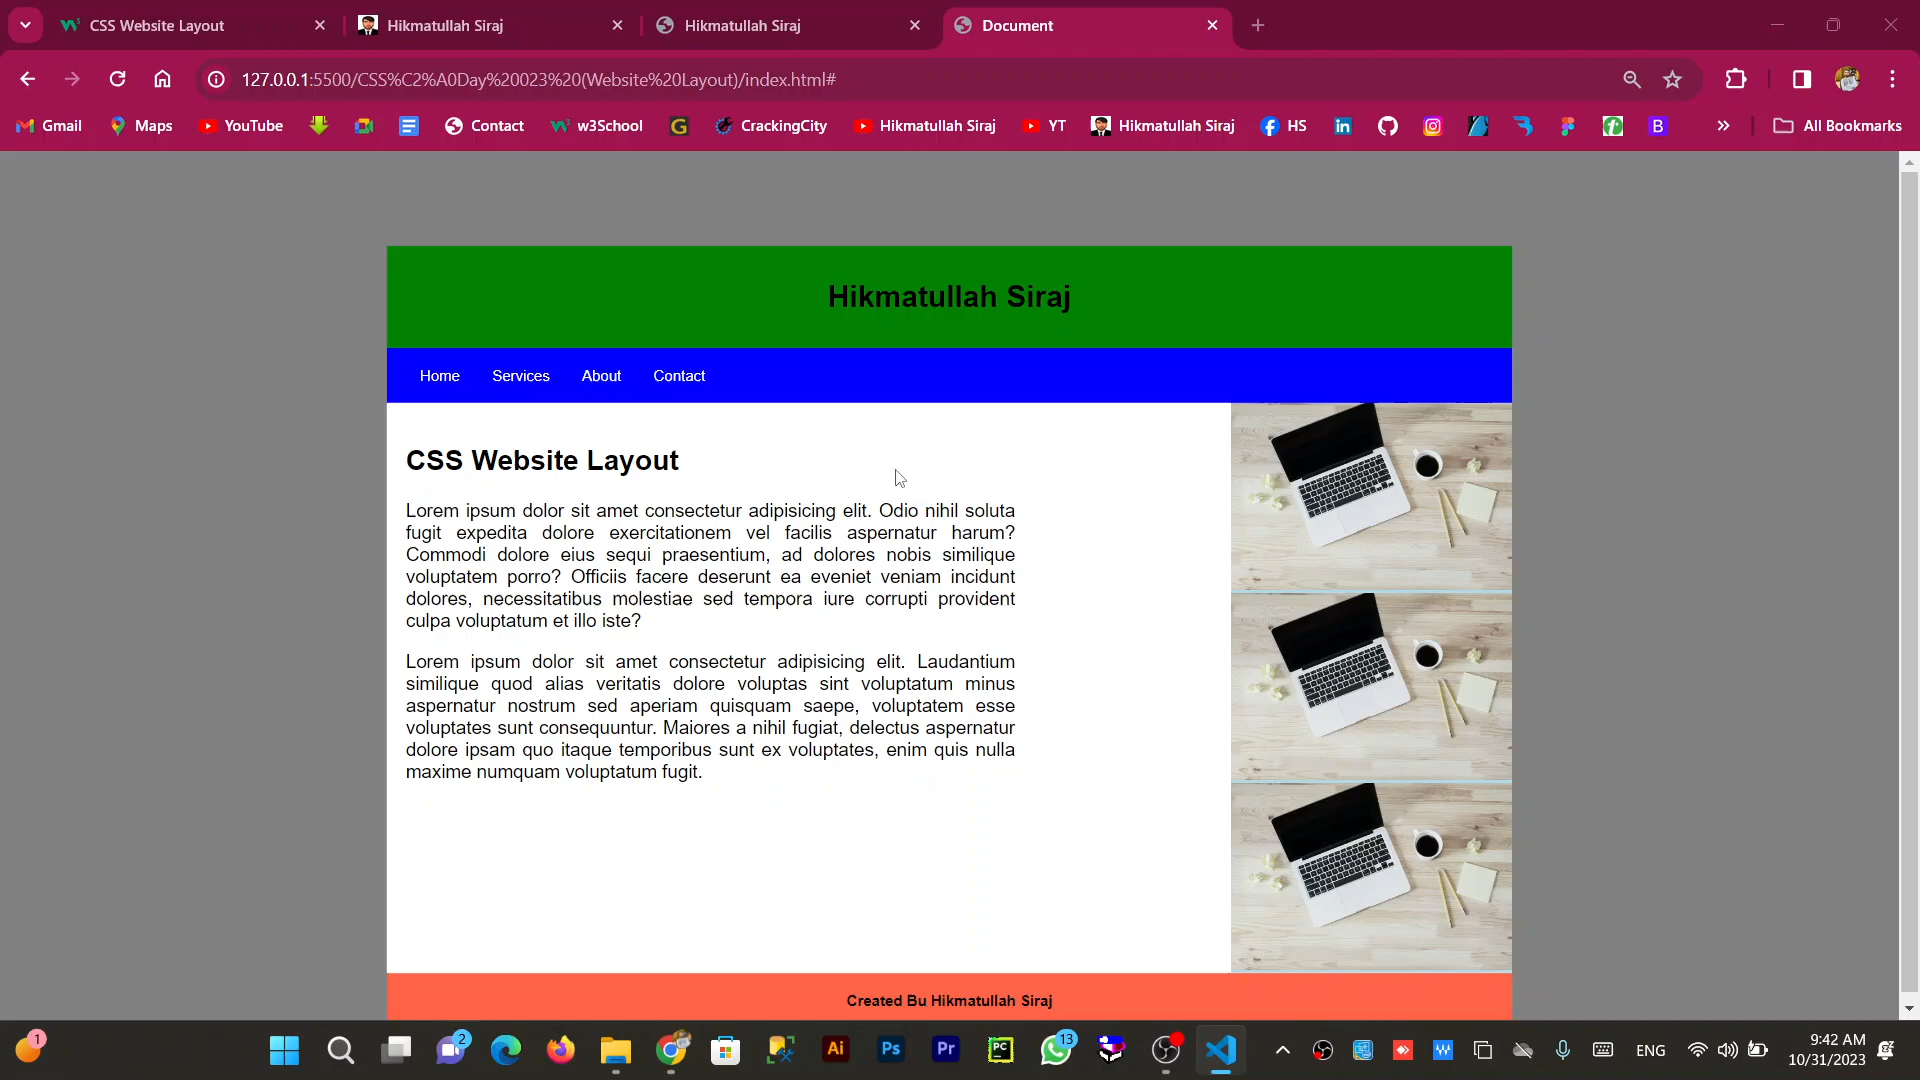 CSS Website Layout
Hikmatullah Siraj
Hikmatullah Siraj
Document
127.0.0.1:5500/CSS%C2%A0Day%20023%20(Website%20Layout)/index.html#
Gmail
Maps
YouTube
Contact
w3School
CrackingCity
Hikmatullah Siraj
YT
Hikmatullah Siraj
HS
All Bookmarks
Hikmatullah Siraj
Home
Services
About
Contact
CSS Website Layout
Lorem ipsum dolor sit amet consectetur adipisicing elit. Odio nihil soluta
fugit expedita dolore exercitationem vel facilis aspernatur harum?
Commodi dolore eius sequi praesentium, ad dolores nobis similique
voluptatem porro? Officiis facere deserunt ea eveniet veniam incidunt
dolores, necessitatibus molestiae sed tempora iure corrupti provident
culpa voluptatum et illo iste?
Lorem ipsum dolor sit amet consectetur adipisicing elit. Laudantium
similique quod alias veritatis dolore voluptas sint voluptatum minus
aspernatur nostrum sed aperiam quisquam saepe, voluptatem esse
voluptates sunt consequuntur. Maiores a nihil fugiat, delectus aspernatur
dolore ipsam quo itaque temporibus sunt ex voluptates, enim quis nulla
maxime numquam voluptatum fugit.
Created Bu Hikmatullah Siraj
1
2
Ai
Ps
Pr
PC
13
ENG
9:42 AM
10/31/2023